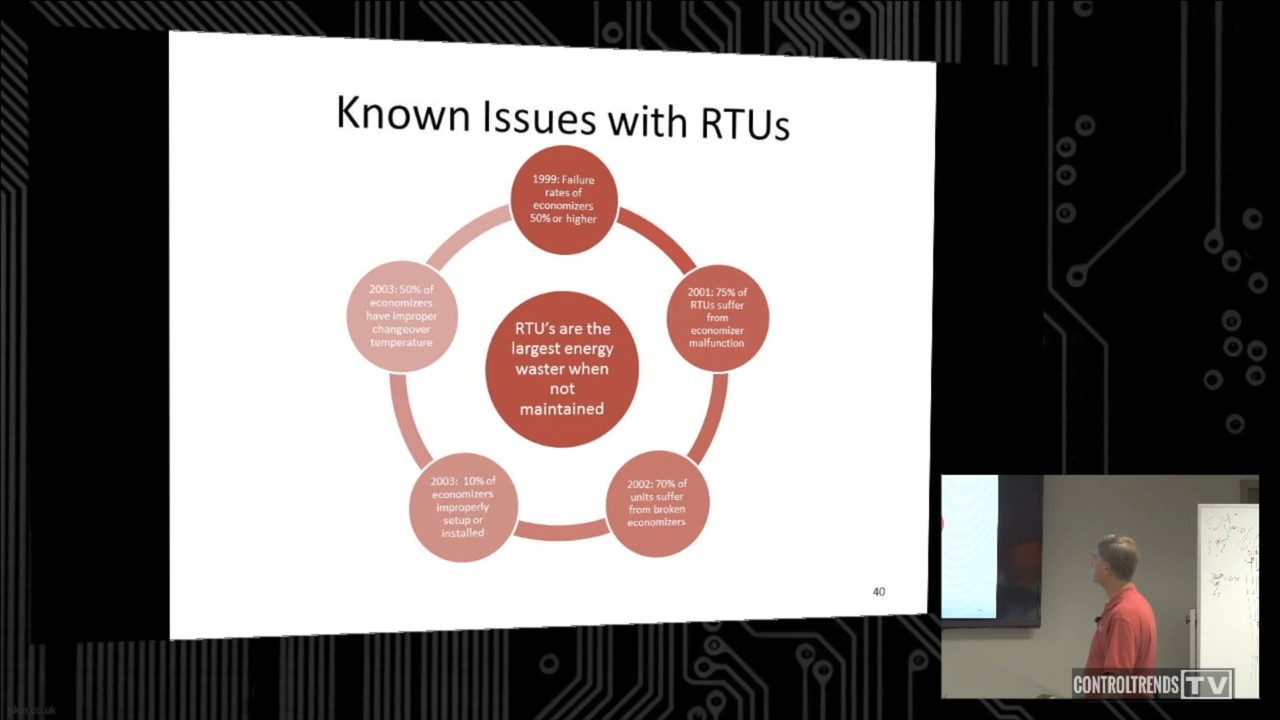 Known Issues with RTUs
1999: Failure
rates of
economizers
50% or higher
2001: 75% of
RTUs suffer
from
economizer
malfunction
2002: 70% of
units suffer
from broken
economizers
2003: 10% of
economizers
improperly
setup or
installed
2003: 50% of
economizers
have improper
changeover
temperature
RTU's are the
largest energy
waster when
not
maintained
40
CONTROLTRENDS TV